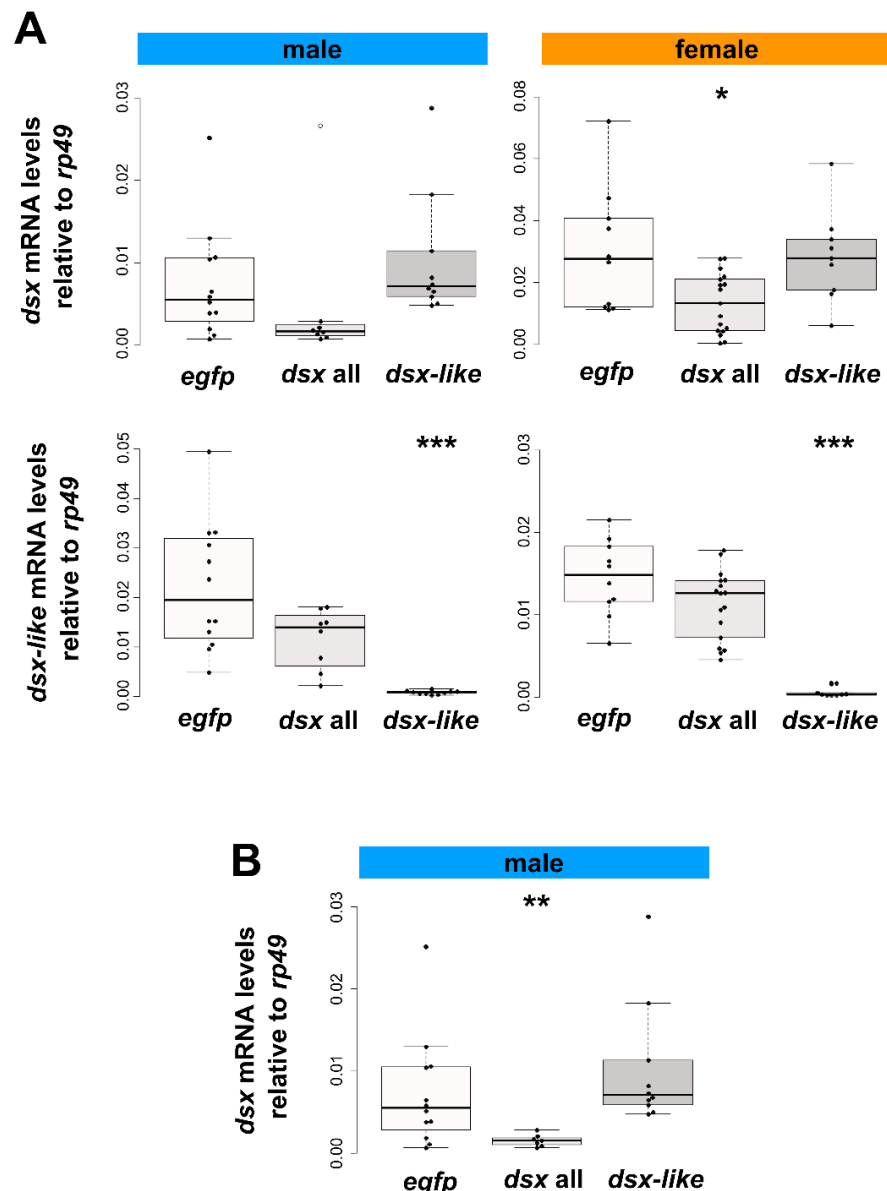 A
male
female
dsx mRNA levels
relative to rp49
0.00
0.01
0.02
0.03
egfp
dsx all
dsx-like
0.00
0.02
0.04
0.06
0.08
*
egfp
dsx all
dsx-like
dsx-like mRNA levels
relative to rp49
0.00
0.01
0.02
0.03
0.04
0.05
***
egfp
dsx all
dsx-like
0.00
0.01
0.02
0.03
***
egfp
dsx all
dsx-like
B
male
dsx mRNA levels
relative to rp49
0.00
0.01
0.02
0.03
**
egfp
dsx all
dsx-like